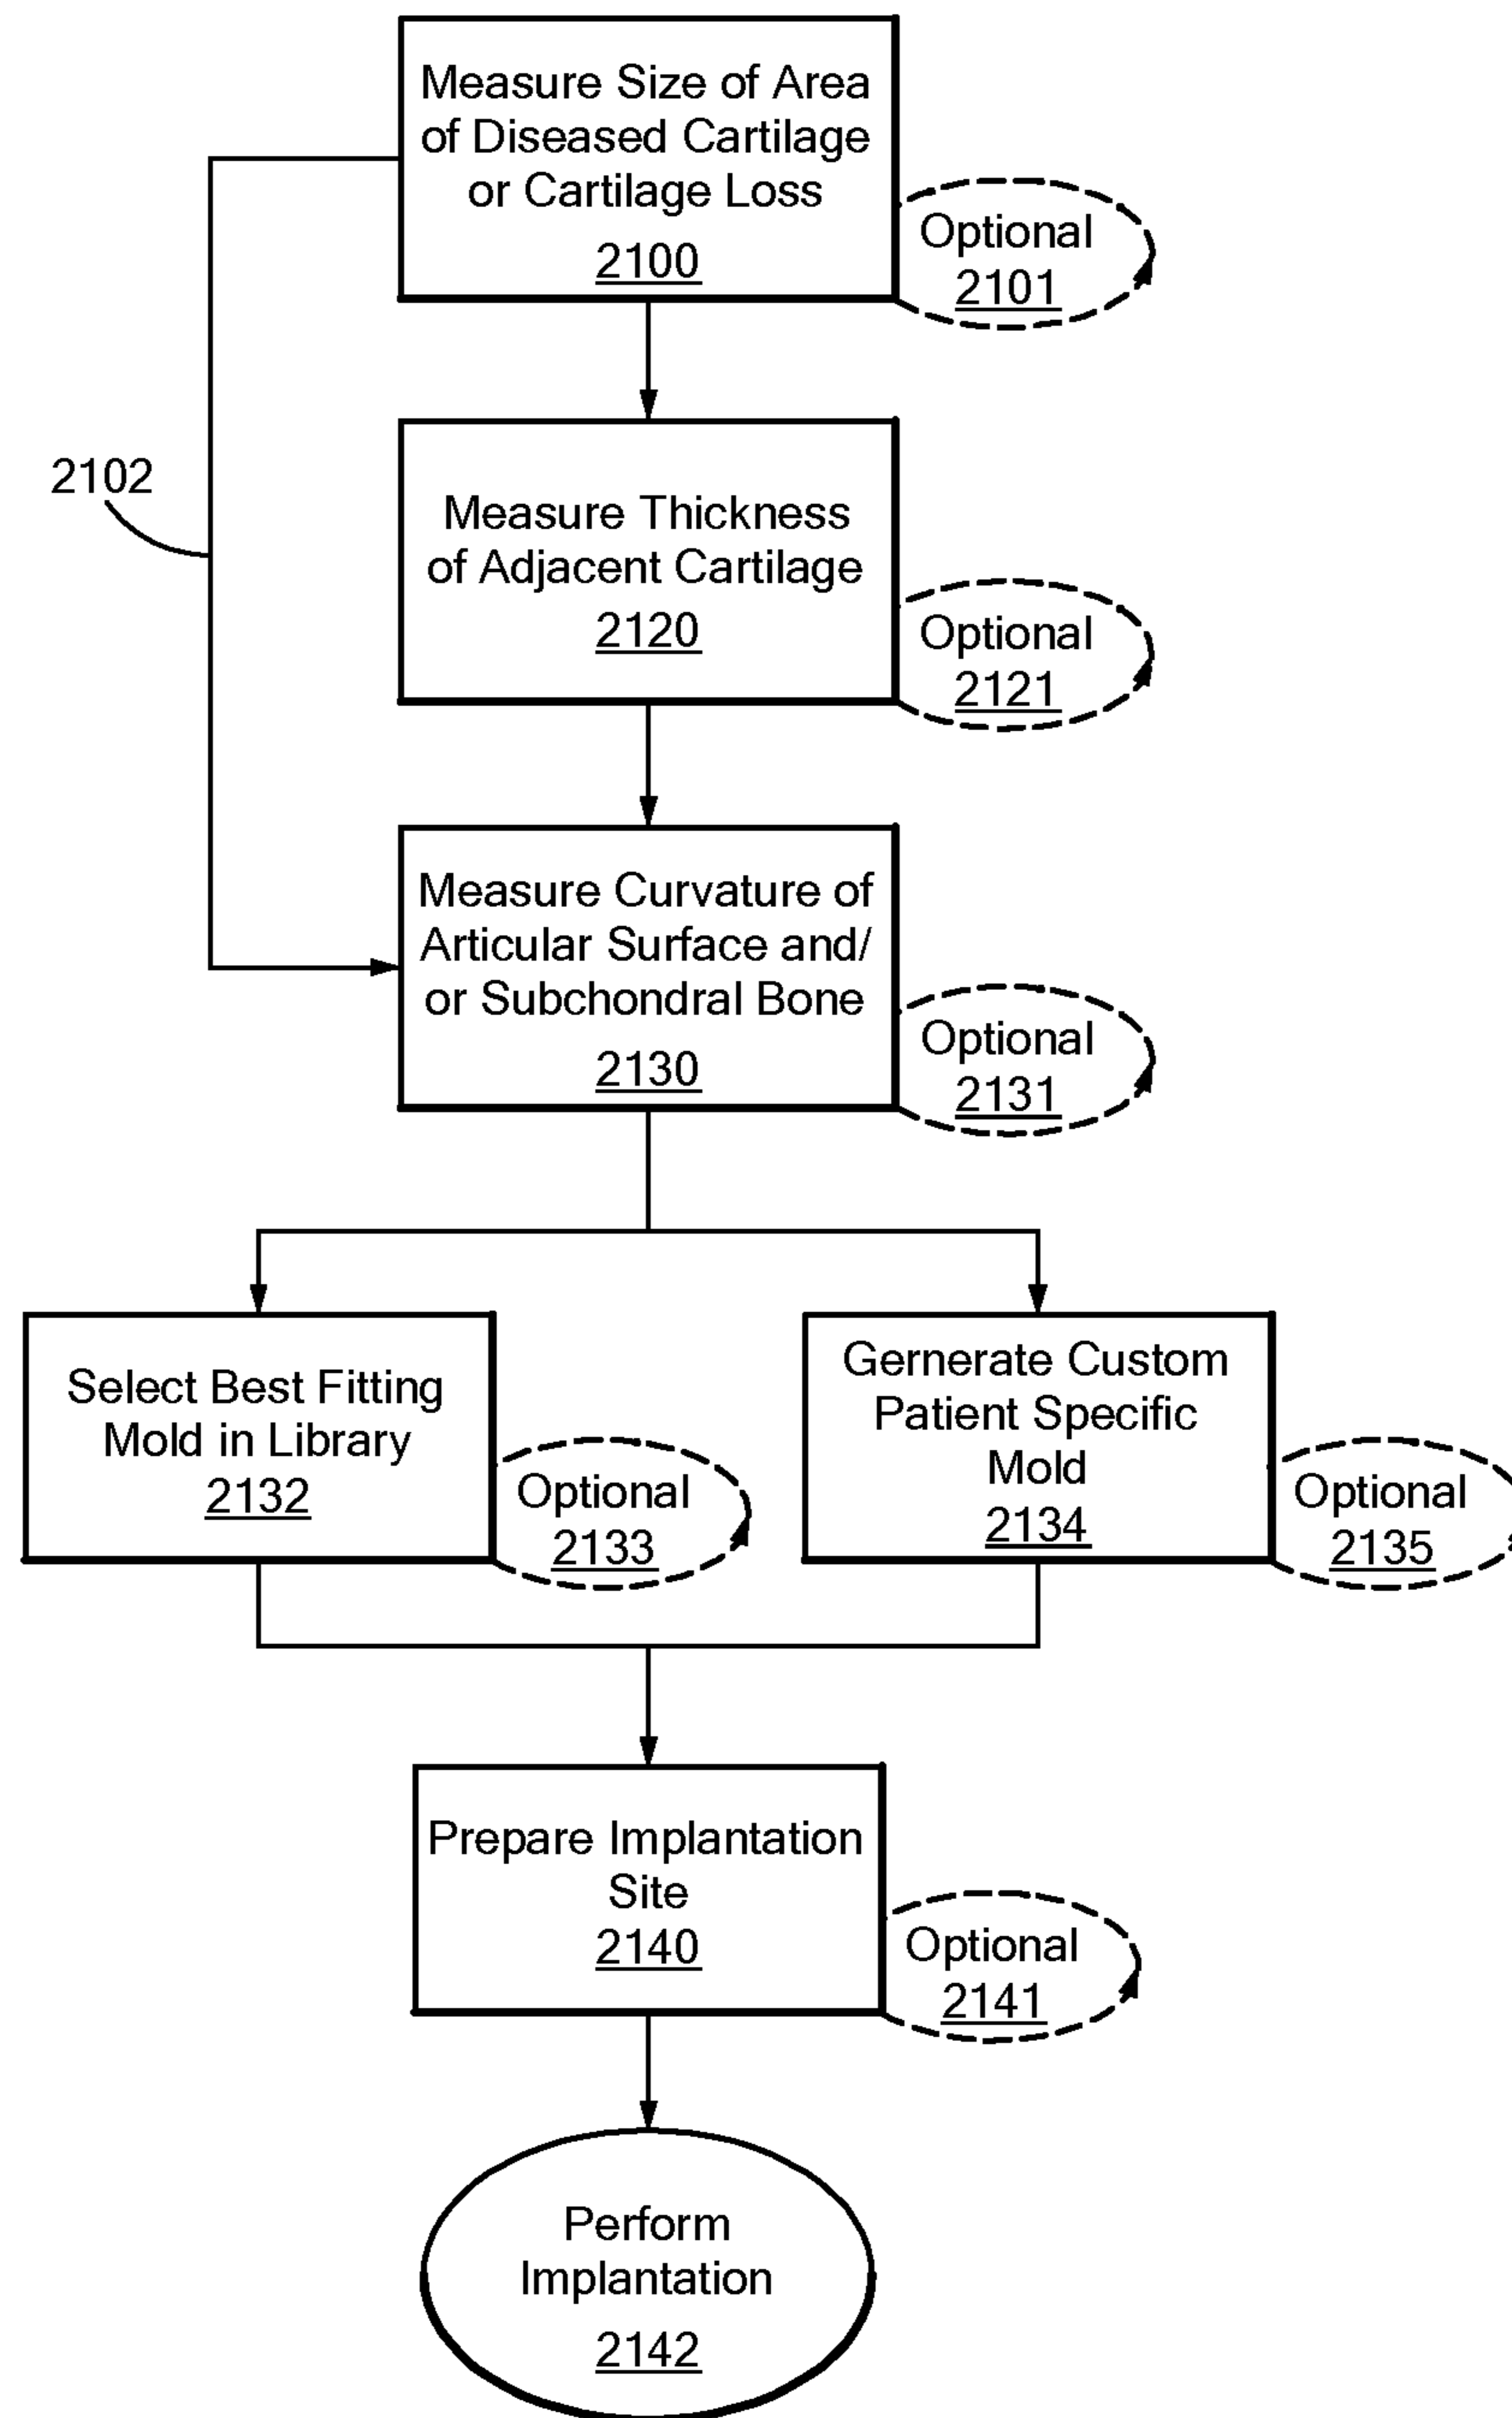 Measure Size of Area
of Diseased Cartilage
or Cartilage Loss
2100
Optional
2101
2102
Measure Thickness
of Adjacent Cartilage
2120
Optional
2121
Measure Curvature of
Articular Surface and/
or Subchondral Bone
2130
Optional
2131
Select Best Fitting
Mold in Library
2132
Optional
2133
Gernerate Custom
Patient Specific
Mold
2134
Optional
2135
Prepare Implantation
Site
2140
Optional
2141
Perform
Implantation
2142